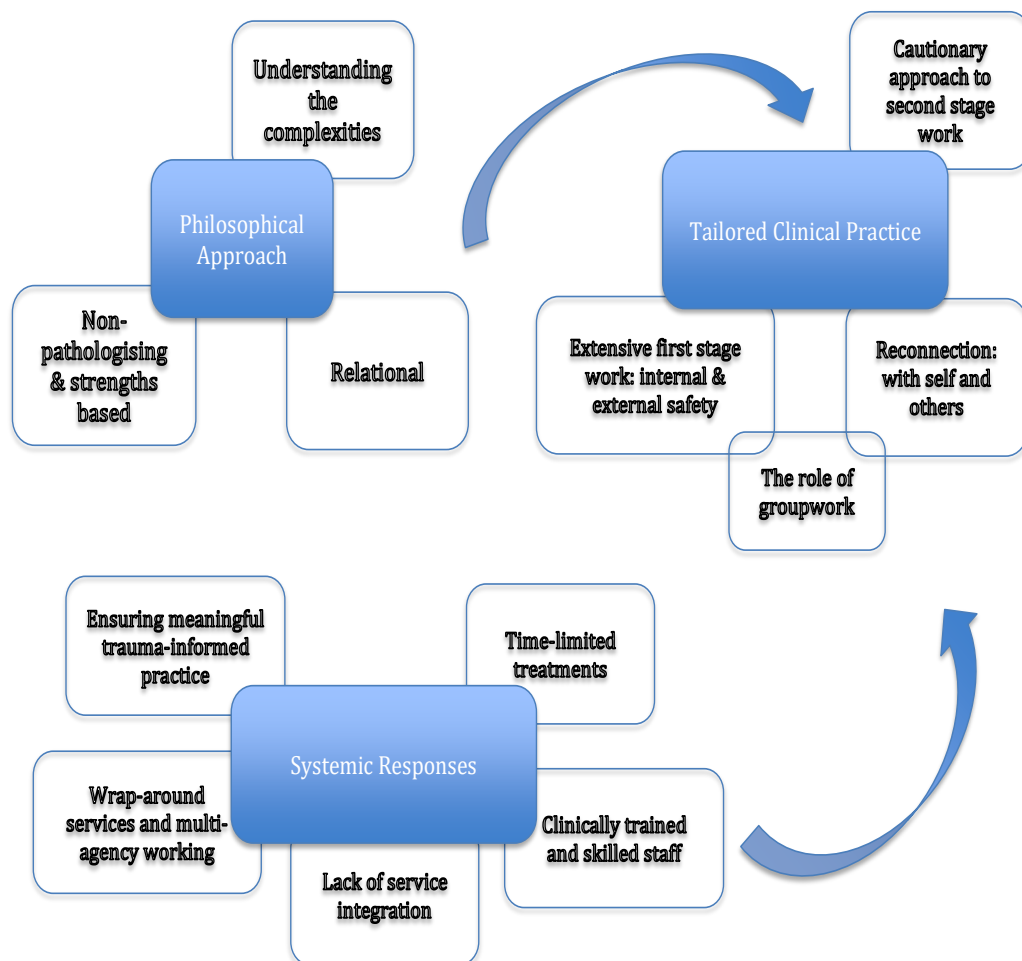 Understanding
the
complexities
Philosophical
Approach
Non-
pathologising
& strengths
based
Relational
Cautionary
approach to
second stage
work
Tailored Clinical Practice
Extensive first stage
work: internal &
external safety
Reconnection:
with self and
others
The role of
groupwork
Ensuring meaningful
trauma-informed
practice
Time-limited
treatments
Systemic Responses
Wrap-around
services and multi-
agency working
Clinically trained
and skilled staff
Lack of service
integration